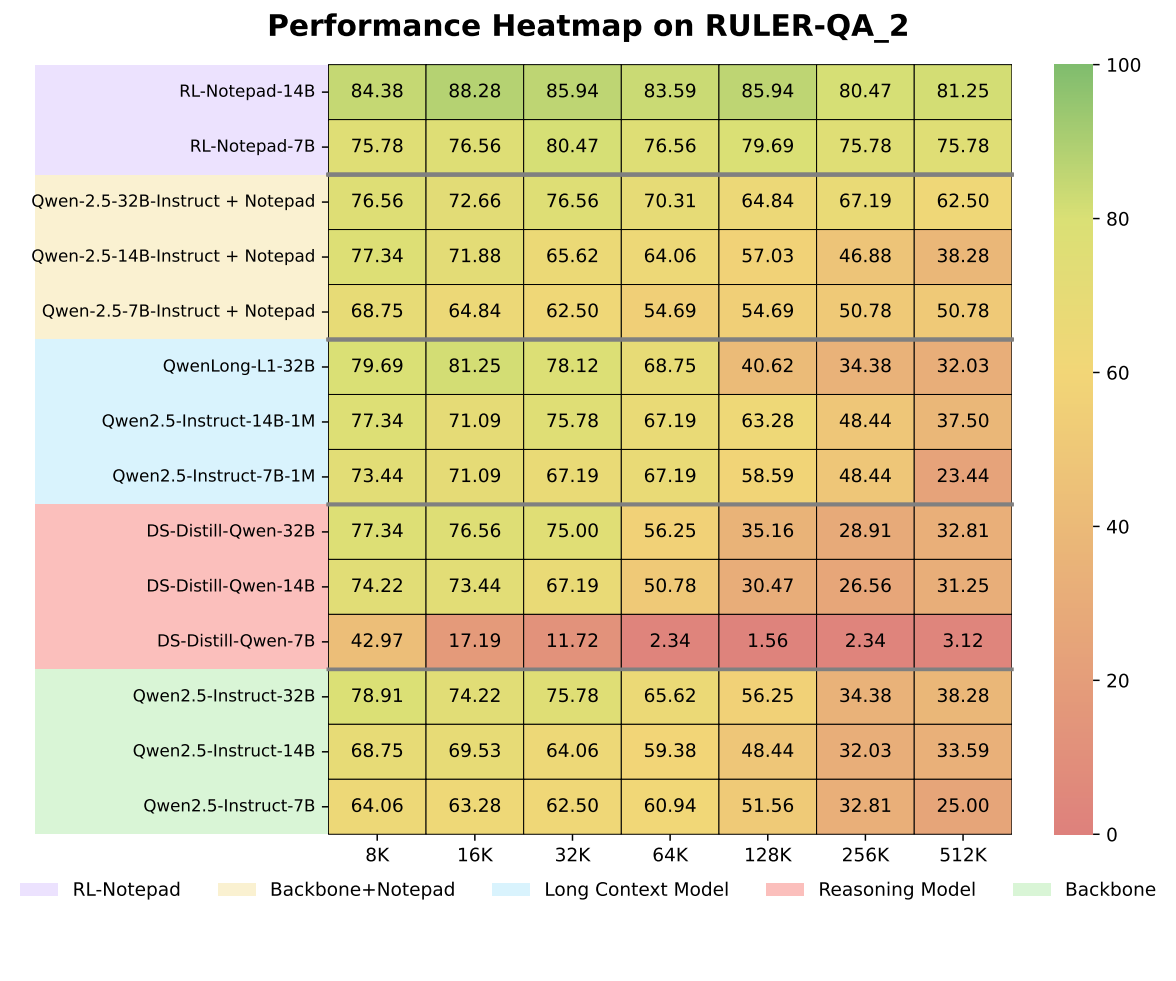 Performance Heatmap on RULER-QA_2
RL-Notepad-14B 84.38 88.28 85.94 83.59 85.94 80.47 81.25
RL-Notepad-7B 75.78 76.56 80.47 76.56 79.69 75.78 75.78
Qwen-2.5-32B-Instruct + Notepad 76.56 72.66 76.56 70.31 64.84 67.19 62.50
Qwen-2.5-14B-Instruct + Notepad 77.34 71.88 65.62 64.06 57.03 46.88 38.28
Qwen-2.5-7B-Instruct + Notepad 68.75 64.84 62.50 54.69 54.69 50.78 50.78
QwenLong-L1-32B 79.69 81.25 78.12 68.75 40.62 34.38 32.03
Qwen2.5-Instruct-14B-1M 77.34 71.09 75.78 67.19 63.28 48.44 37.50
Qwen2.5-Instruct-7B-1M 73.44 71.09 67.19 67.19 58.59 48.44 23.44
DS-Distill-Qwen-32B 77.34 76.56 75.00 56.25 35.16 28.91 32.81
DS-Distill-Qwen-14B 74.22 73.44 67.19 50.78 30.47 26.56 31.25
DS-Distill-Qwen-7B 42.97 17.19 11.72 2.34 1.56 2.34 3.12
Qwen2.5-Instruct-32B 78.91 74.22 75.78 65.62 56.25 34.38 38.28
Qwen2.5-Instruct-14B 68.75 69.53 64.06 59.38 48.44 32.03 33.59
Qwen2.5-Instruct-7B 64.06 63.28 62.50 60.94 51.56 32.81 25.00
8K 16K 32K 64K 128K 256K 512K
100
80
60
40
20
0
RL-Notepad Backbone+Notepad Long Context Model Reasoning Model Backbone